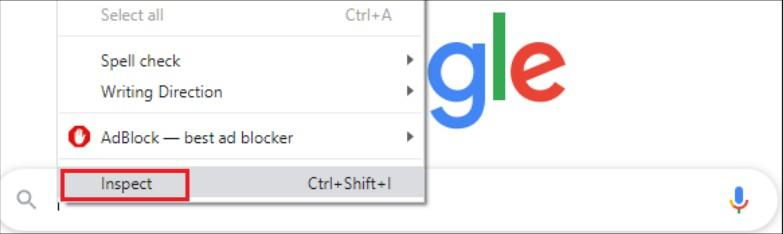 Select all Ctrl+A
Spell check
Writing Direction
AdBlock — best ad blocker
Inspect Ctrl+Shift+I
gle